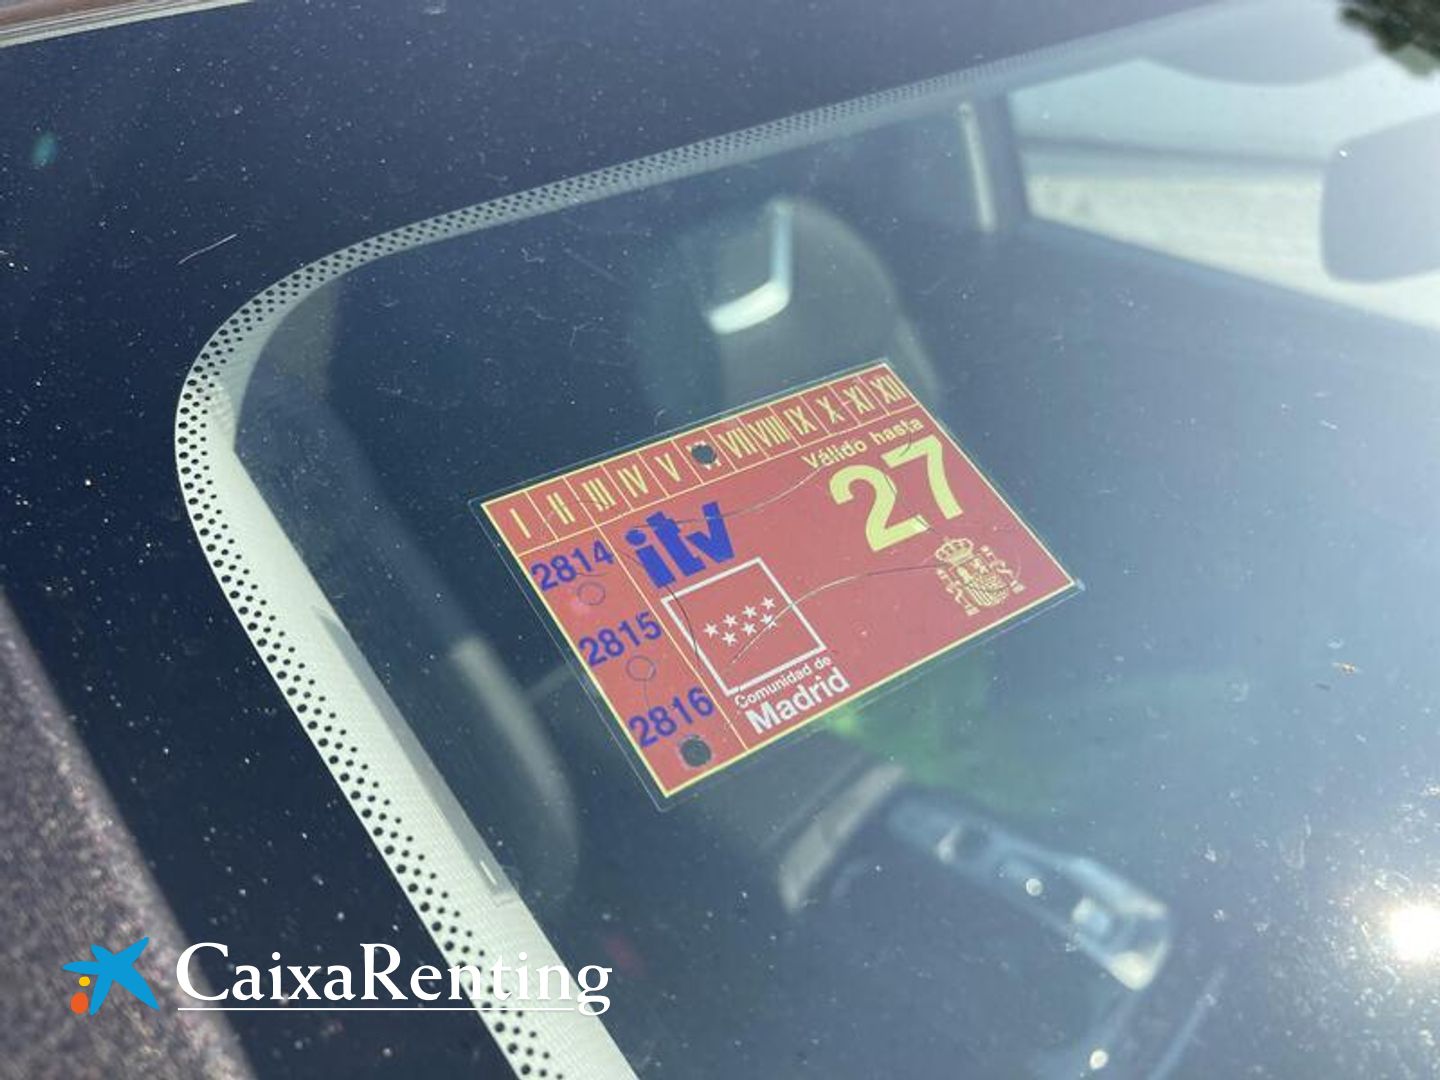 I II III IV V VII VIII IX X XI XII
Válido hasta
27
itv
2814
2815
2816
Comunidad de
Madrid
CaixaRenting